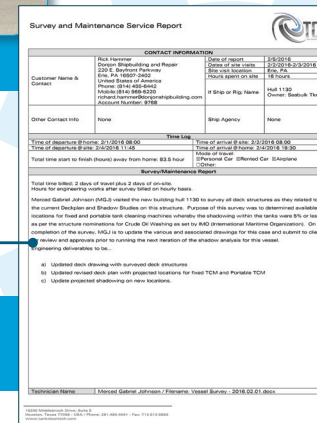 Survey and Maintenance Service Report
CONTACT INFORMATION
Customer Name & Contact
Rick Hammer
Donjon Shipbuilding and Repair
220 E. Bayfront Parkway
Erie, PA 16507-2402
United States of America
Phone: (814) 455-6442
Mobile:(814) 969-5220
richard.hammer@donjonshipbuilding.com
Account Number: 9768
Date of report 2/5/2016
Dates of site visits 2/2/2016-2/3/2016
Site visit location Erie, PA
Hours spent on site 16 hours
If Ship or Rig; Name
Hull 1130
Owner: Seabulk
Other Contact Info None
Ship Agency None
Time Log
Time of departure @home: 2/1/2016 08:00 Time of arrival @site: 2/2/2016 08:00
Time of departure @site: 2/4/2016 11:45 Time of arrival @home: 2/4/2016 19:30
Total time start to finish (hours) away from home: 83.5 hour
Mode of travel:
☒Personal Car ☒Rented Car ☒Airplane
☐Other:
Survey/Maintenance Report
Total time billed: 2 days of travel plus 2 days of on-site.
Hours for engineering works after survey billed on hourly basis.
Merced Gabriel Johnson (MGJ) visited the new building hull 1130 to survey all deck structures as they related to
the current Deckplan and Shadow Studies on this structure. Purpose of this survey was to determined available
locations for fixed and portable tank cleaning machines whereby the shadowing within the tanks were 5% or less
as per the structure nominations for Crude Oil Washing as set by IMO (International Maritime Organization). On
completion of the survey, MGJ is to update the various and associated drawings for this case and submit to
review and approvals prior to running the next iteration of the shadow analysis for this vessel.
deliverables to be...
a) Updated deck drawing with surveyed deck structures
b) Updated revised deck plan with projected locations for fixed TCM and Portable TCM
c) Update projected shadowing on new locations.
Technician Name Merced Gabriel Johnson / Filename: Vessel Survey - 2016.02.01.docx